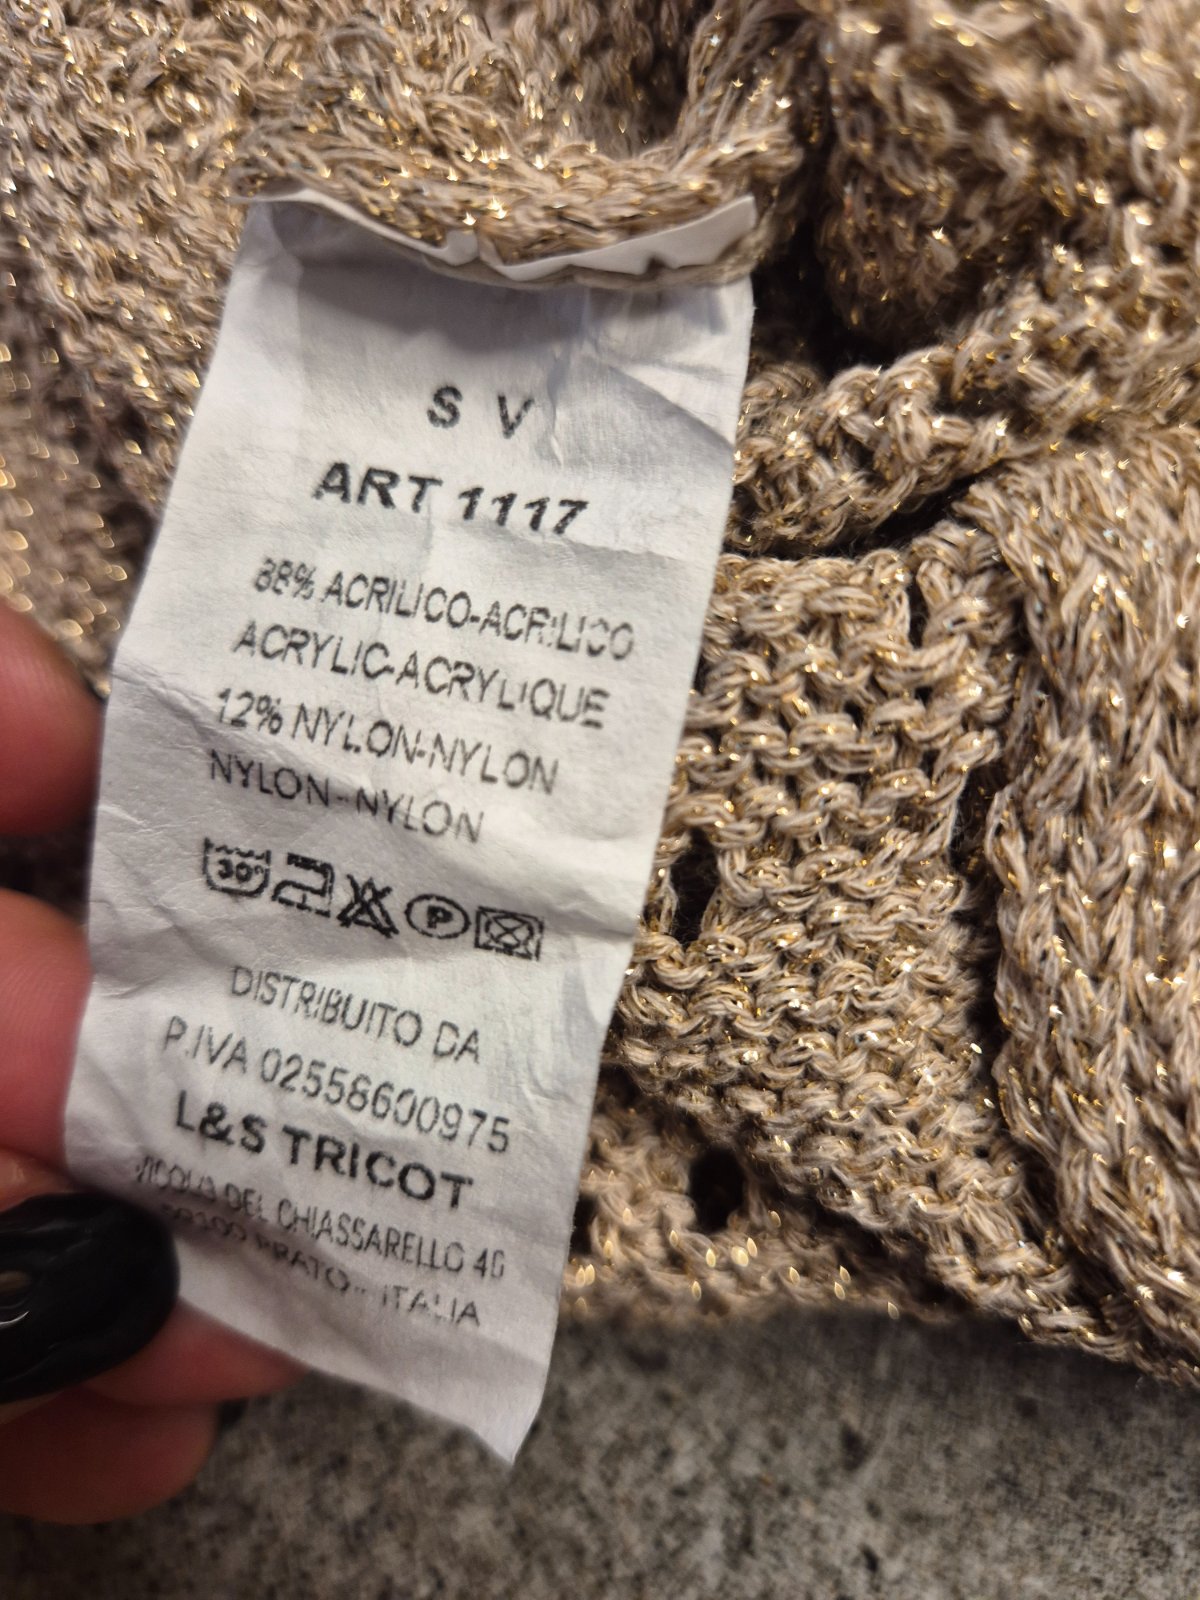 S V
ART 1117
88% ACRILICO-ACRILICO
ACRYLIC-ACRYLIQUE
12% NYLON-NYLON
NYLON-NYLON
30° P
DISTRIBUITO DA
P.IVA 02558600975
L&S TRICOT
DEL CHIASSARELLO
PRATO - ITALIA